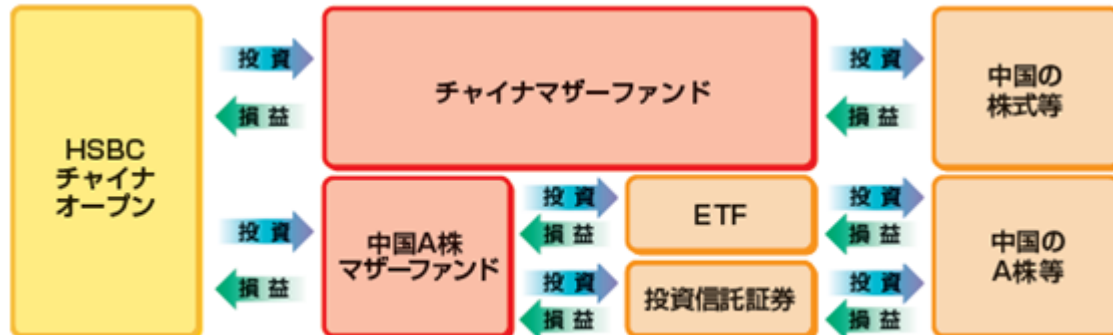 HSBC
チャイナ
オープン
投資
損益
チャイナマザーファンド
投資
損益
中国の
株式等
投資
損益
中国A株
マザーファンド
投資
損益
ETF
投資
損益
投資
損益
投資信託証券
投資
損益
中国の
A株等